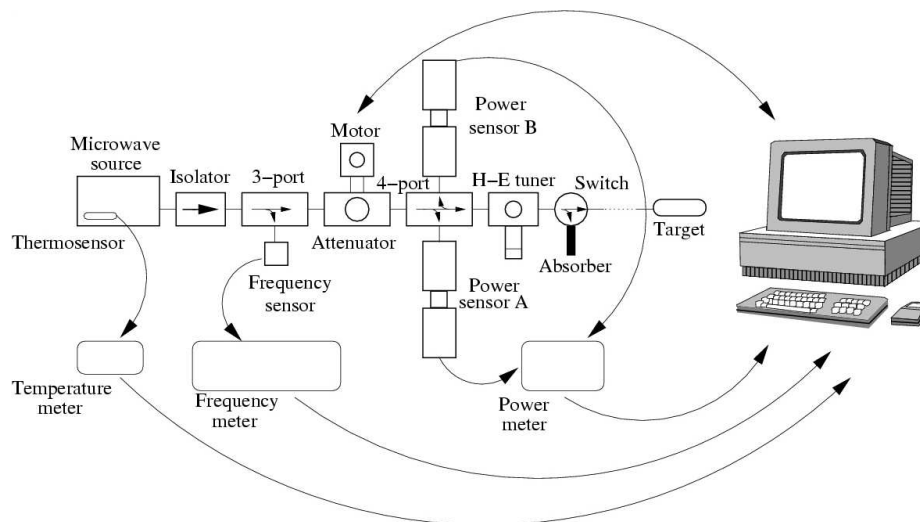 Power
sensor B
Motor
Microwave
source
Isolator
3−port
4−port
H−E tuner
Switch
Thermosensor
Attenuator
Target
Absorber
Frequency
sensor
Power
sensor A
Temperature
meter
Frequency
meter
Power
meter